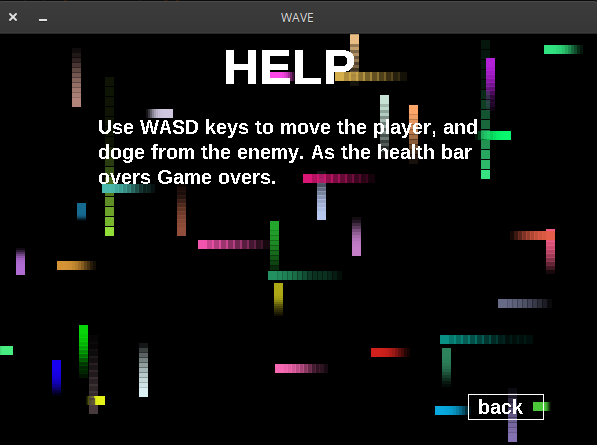 WAVE
HELP
Use WASD keys to move the player, and
doge from the enemy. As the health bar
overs Game overs.
back